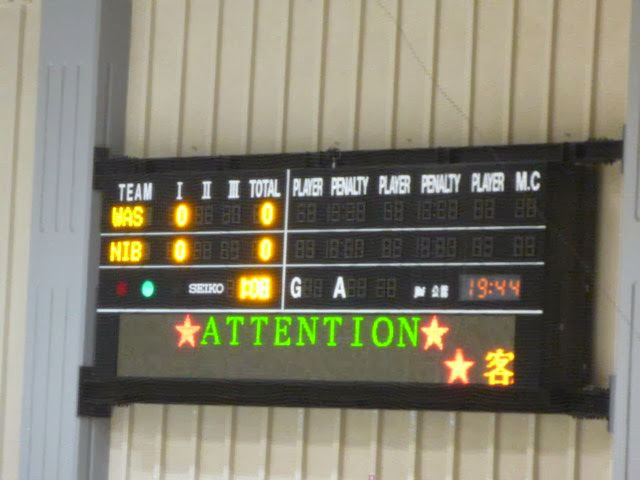 TEAM I II III TOTAL PLAYER PENALTY PLAYER PENALTY PLAYER M.C
WAS 0 0
NIB 0 0
SEIKO 1:08 G A 19:44
★ATTENTION★
★ 客